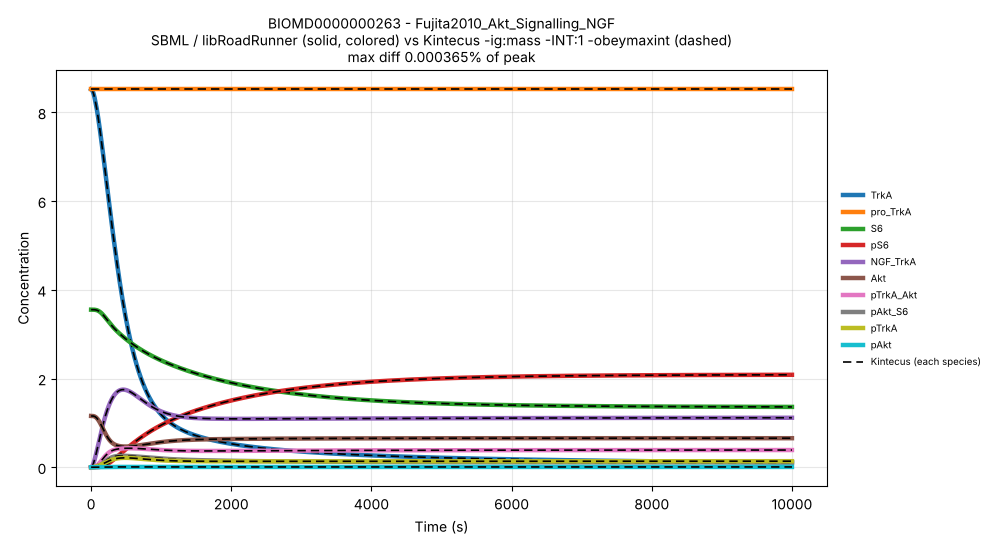 BIOMD0000000263 - Fujita2010_Akt_Signalling_NGF
SBML / libRoadRunner (solid, colored) vs Kintecus -ig:mass -INT:1 -obeymaxint (dashed)
max diff 0.000365% of peak
Concentration
8
6
4
2
0
0
2000
4000
6000
8000
10000
Time (s)
TrkA
pro_TrkA
S6
pS6
NGF_TrkA
Akt
pTrkA_Akt
pAkt_S6
pTrkA
pAkt
Kintecus (each species)